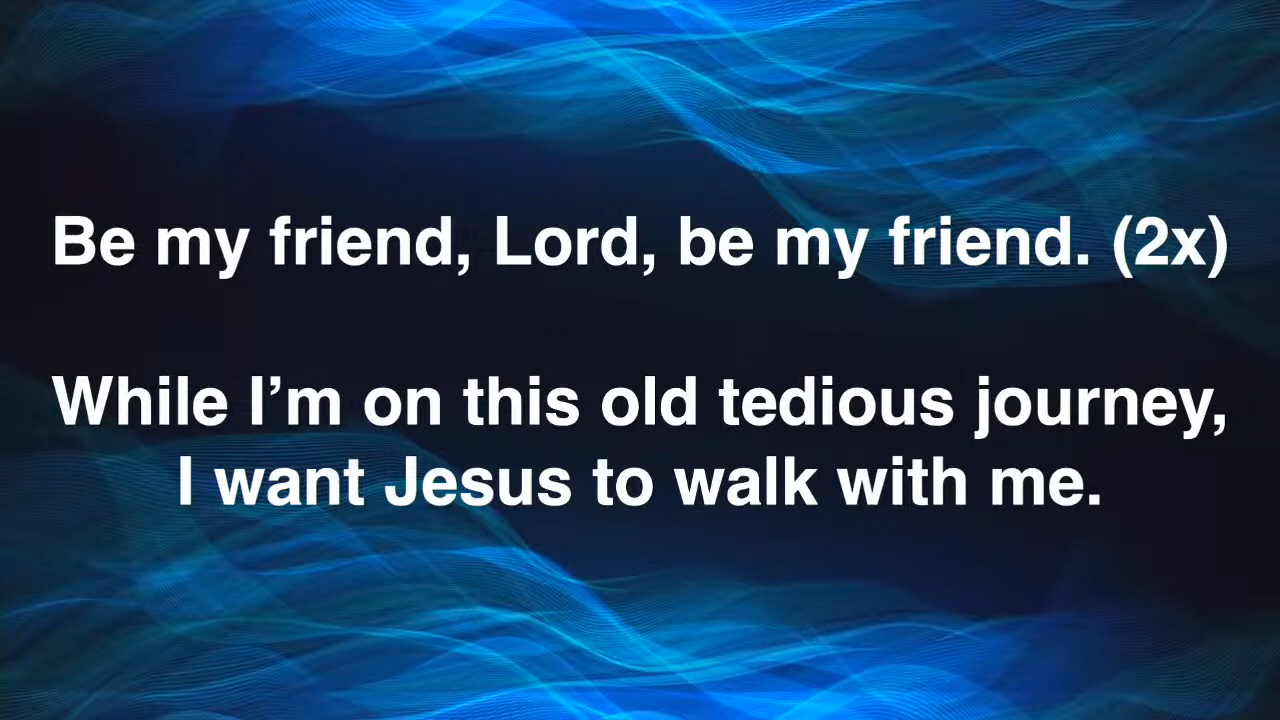 Be my friend, Lord, be my friend. (2x)
While I’m on this old tedious journey,
I want Jesus to walk with me.